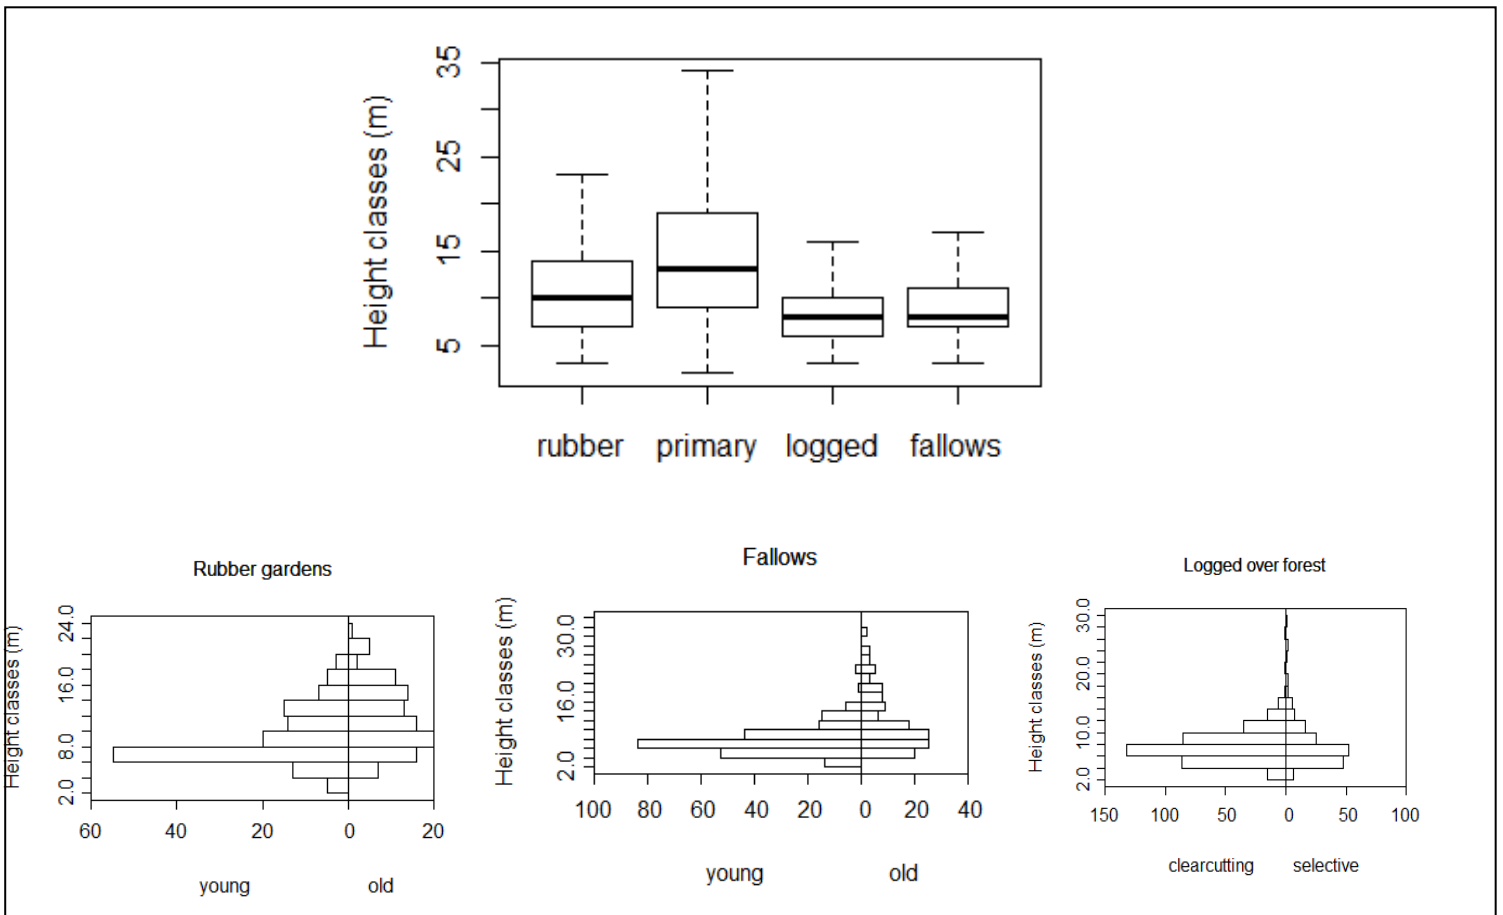 Height classes (m)
35
25
15
5
rubber primary logged fallows
Rubber gardens
Height classes (m)
24.0
16.0
8.0
2.0
60 40 20 0 20
young old
Fallows
Height classes (m)
30.0
16.0
2.0
100 80 60 40 20 0 20 40
young old
Logged over forest
Height classes (m)
30.0
20.0
10.0
2.0
150 100 50 0 50 100
clearcutting selective